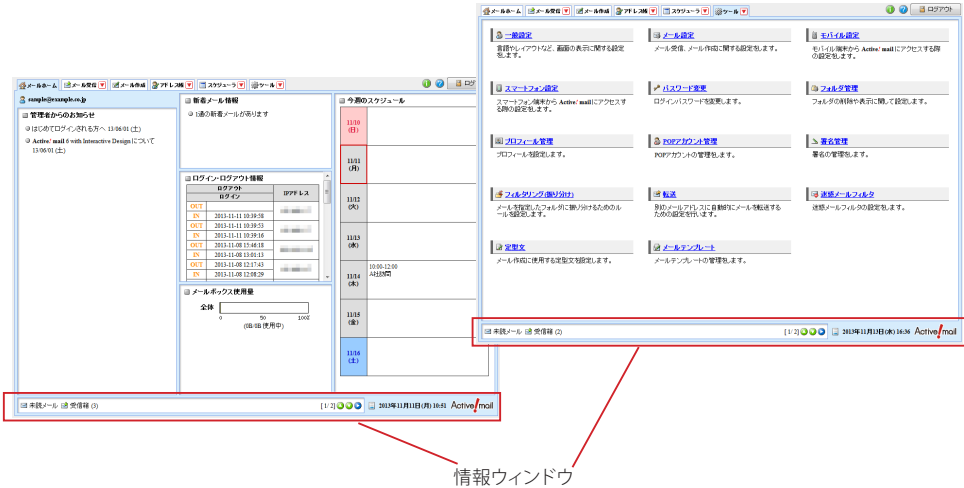 メールホーム メール受信 メール作成 アドレス帳 スケジューラ ツール ログアウト
一般設定
言語やレイアウトなど、画面の表示に関する設定
をします。
メール設定
メール受信、メール作成に関する設定をします。
モバイル設定
モバイル端末から Active! mail にアクセスする際
の設定をします。
スマートフォン設定
スマートフォン端末から Active! mail にアクセスす
る際の設定をします。
パスワード変更
ログインパスワードを変更します。
フォルダ管理
フォルダの削除や表示に関して設定します。
プロフィール管理
プロフィールを設定します。
POPアカウント管理
POPアカウントの管理をします。
署名管理
署名の管理をします。
フィルタリング(振り分け)
メールを指定したフォルダに振り分けるためのル
ールを設定します。
転送
別のメールアドレスに自動的にメールを転送する
ための設定を行います。
迷惑メールフィルタ
迷惑メールフィルタの設定をします。
定型文
メール作成に使用する定型文を設定します。
メールテンプレート
メールテンプレートの管理をします。
未読メール 受信箱 (2) [1/2] 2013年11月13日(水) 16:36 Active! mail
メールホーム メール受信 メール作成 アドレス帳 スケジューラ ツール
sample@example.co.jp
管理者からのお知らせ
はじめてログインされる方へ 13/06/01 (土)
Active! mail 6 with Interactive Design について
13/06/01 (土)
新着メール情報
1通の新着メールがあります
ログイン・ログアウト情報
ログアウト IPアドレス
ログイン
OUT
IN 2013-11-11 10:39:58
OUT 2013-11-11 10:39:53
IN 2013-11-11 10:39:16
OUT 2013-11-08 15:46:18
IN 2013-11-08 13:01:13
OUT 2013-11-08 12:17:43
IN 2013-11-08 12:08:29
メールボックス使用量
全体
0 50 100%
(0B/0B 使用中)
今週のスケジュール
11/10
(日)
11/11
(月)
11/12
(火)
11/13
(水)
11/14
(木)
10:00-12:00
A社訪問
11/15
(金)
11/16
(土)
未読メール 受信箱 (3) [1/2] 2013年11月11日(月) 10:51 Active! mail
情報ウィンドウ